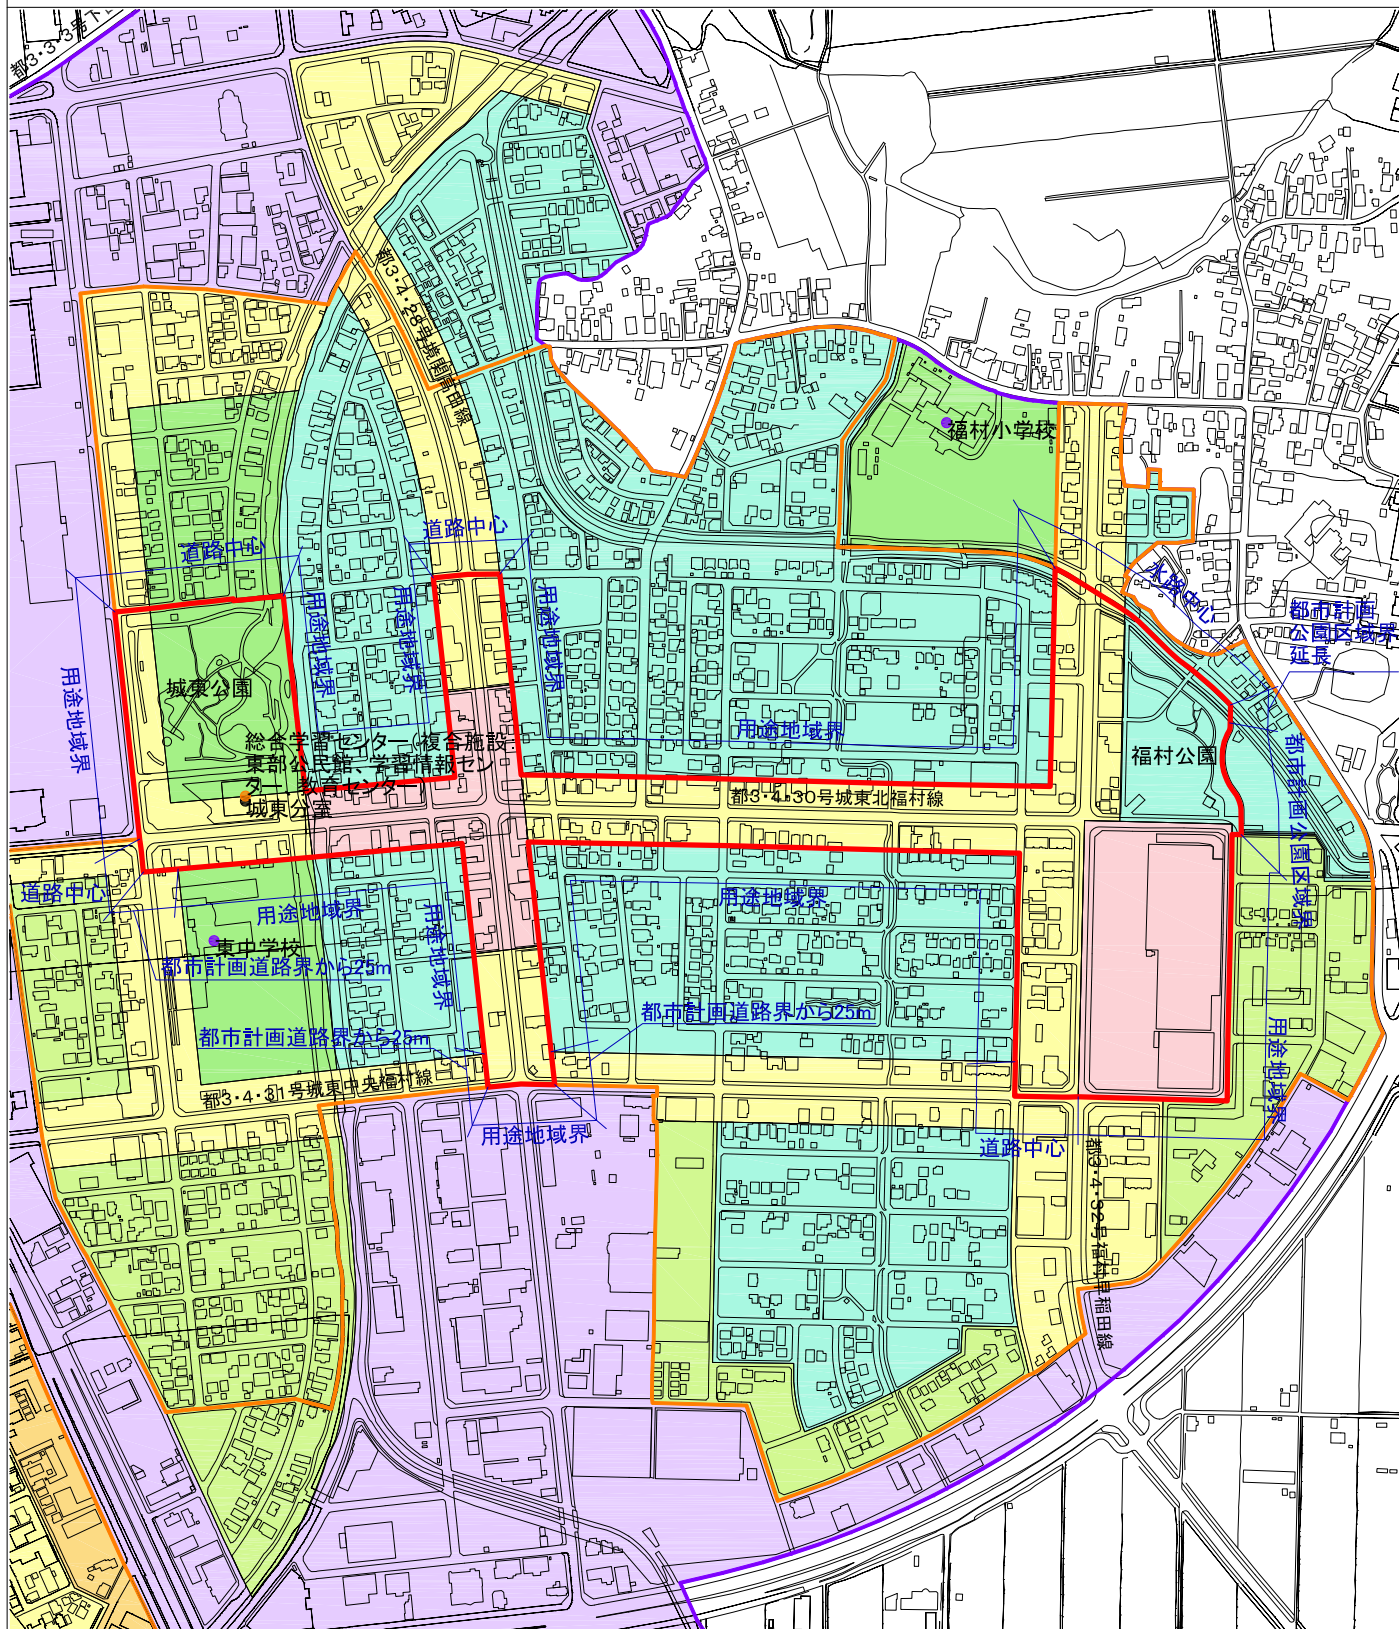 都3・3・3号下
都3・4・28号境関高田線
福村小学校
道路中心
道路中心
水路中心
用途地域界
用途地域界
用途地域界
都市計画
公園区域界
延長
用途地域界
城東公園
総合学習センター(複合施設:
東部公民館、学習情報セン
ター、教育センター)
城東分室
用途地域界
福村公園
都市計画公園区域界
都3・4・30号城東北福村線
道路中心
用途地域界
用途地域界
用途地域界
東中学校
都市計画道路界から25m
都市計画道路界から25m
都市計画道路界から25m
用途地域界
都3・4・31号城東中央福村線
用途地域界
道路中心
都3・4・32号福村早稲田線